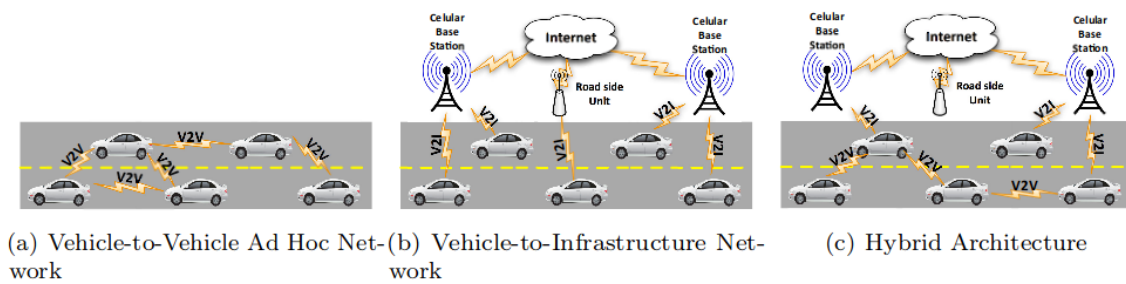 V2V
V2V
V2V
V2V
V2V
(a) Vehicle-to-Vehicle Ad Hoc Net-
work
Celular
Base
Station
Internet
Celular
Base
Station
Road side
Unit
V2I
V2I
V2I
V2I
V2I
(b) Vehicle-to-Infrastructure Net-
work
Celular
Base
Station
Internet
Celular
Base
Station
Road side
Unit
V2I
V2I
V2I
V2V
V2V
V2V
(c) Hybrid Architecture